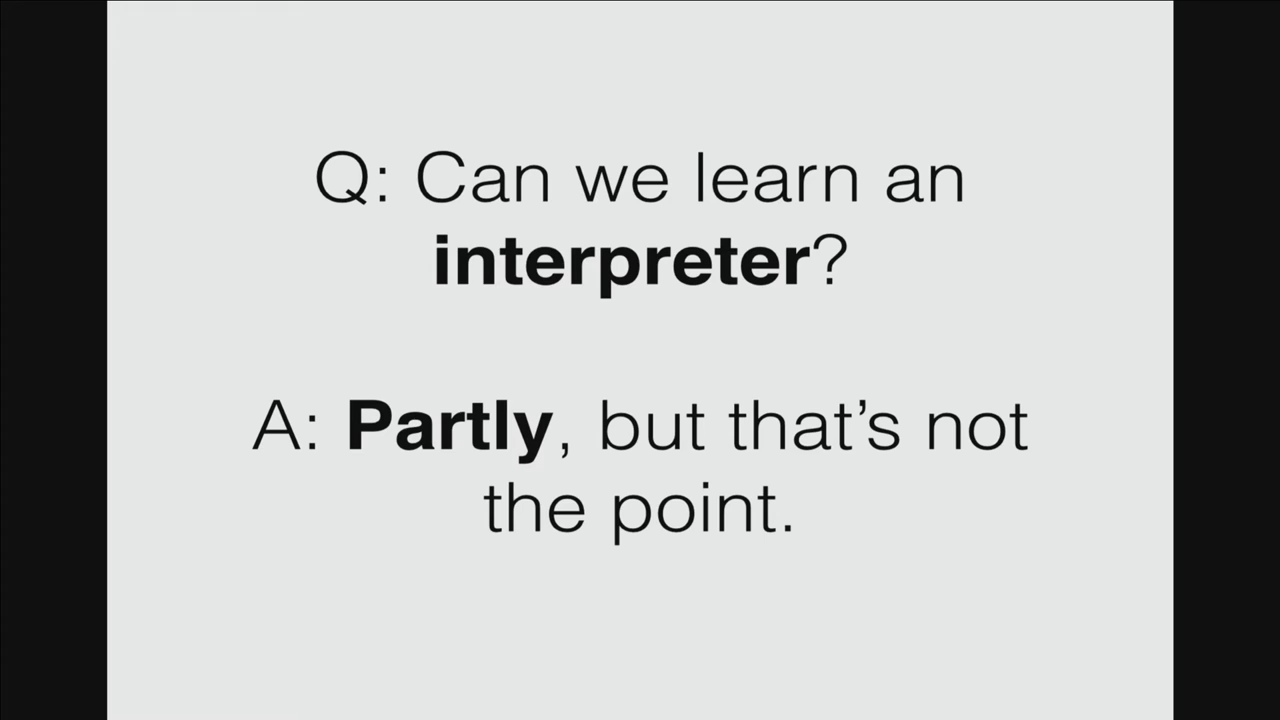 Q: Can we learn an
interpreter?
A: Partly, but that’s not
the point.